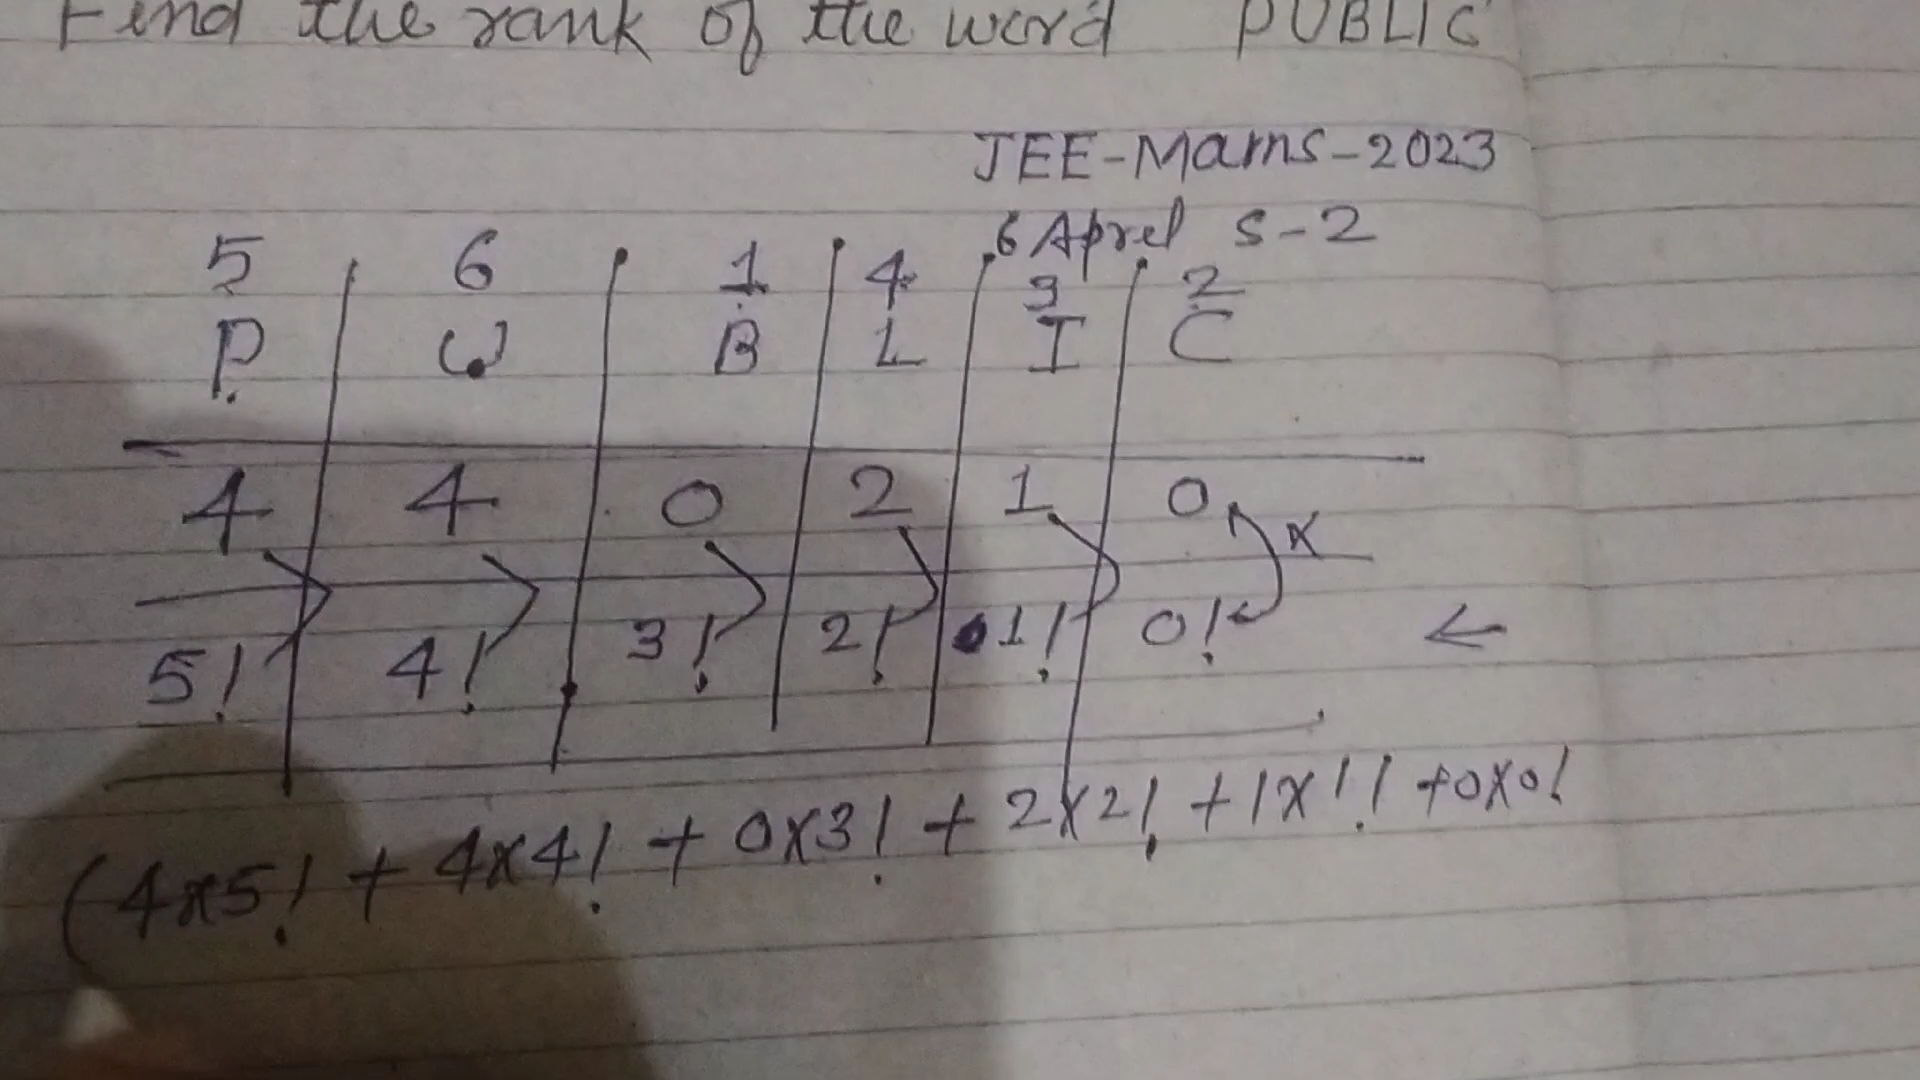 Find the rank of the word PUBLIC
JEE-Mains-2023
6 April S-2
5 6 1 4 3 2
P U B L I C
4 4 0 2 1 0 x
5! 4! 3! 2! 1! 0! ←
(4x5! + 4x4! + 0x3! + 2x2! + 1x1! + 0x0!